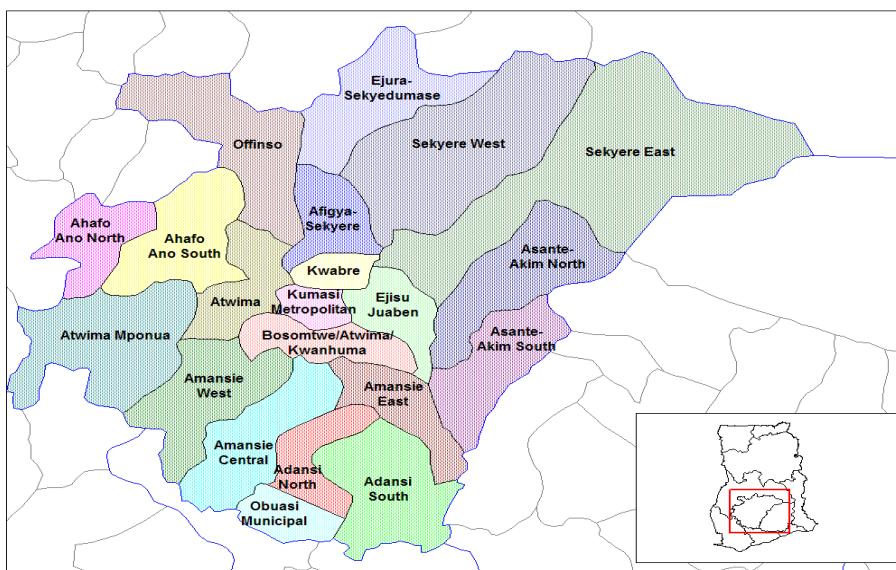 Ejura-
Sekyedumase
Offinso
Sekyere West
Sekyere East
Afigya-
Sekyere
Ahafo
Ano North
Ahafo
Ano South
Asante-
Akim North
Kwabre
Atwima
Kumasi
Metropolitan
Ejisu
Juaben
Atwima Mponua
Bosomtwe/Atwima/
Kwanhuma
Asante-
Akim South
Amansie
West
Amansie
East
Amansie
Central
Adansi
North
Adansi
South
Obuasi
Municipal